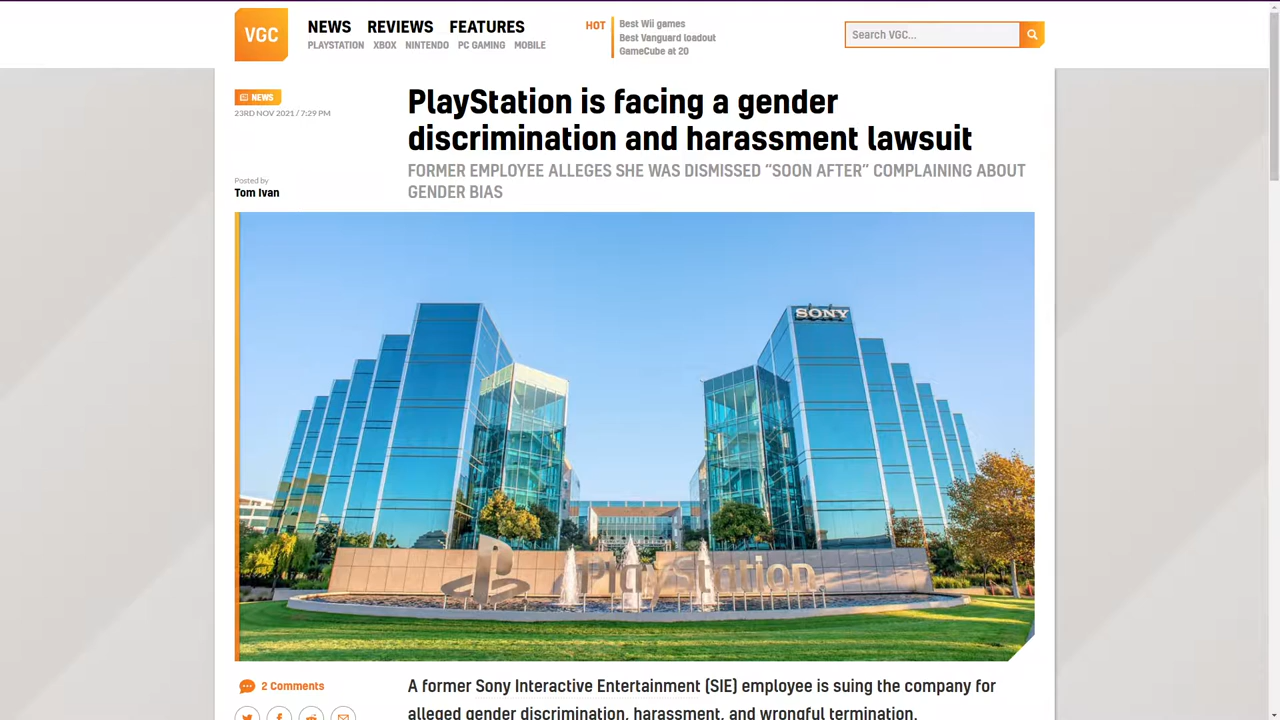 VGC
NEWS REVIEWS FEATURES
PLAYSTATION XBOX NINTENDO PC GAMING MOBILE
HOT
Best Wii games
Best Vanguard loadout
GameCube at 20
Search VGC...
NEWS
23RD NOV 2021 / 7:29 PM
Posted by
Tom Ivan
PlayStation is facing a gender
discrimination and harassment lawsuit
FORMER EMPLOYEE ALLEGES SHE WAS DISMISSED “SOON AFTER” COMPLAINING ABOUT
GENDER BIAS
SONY
PlayStation
2 Comments
A former Sony Interactive Entertainment (SIE) employee is suing the company for
alleged gender discrimination, harassment, and wrongful termination.